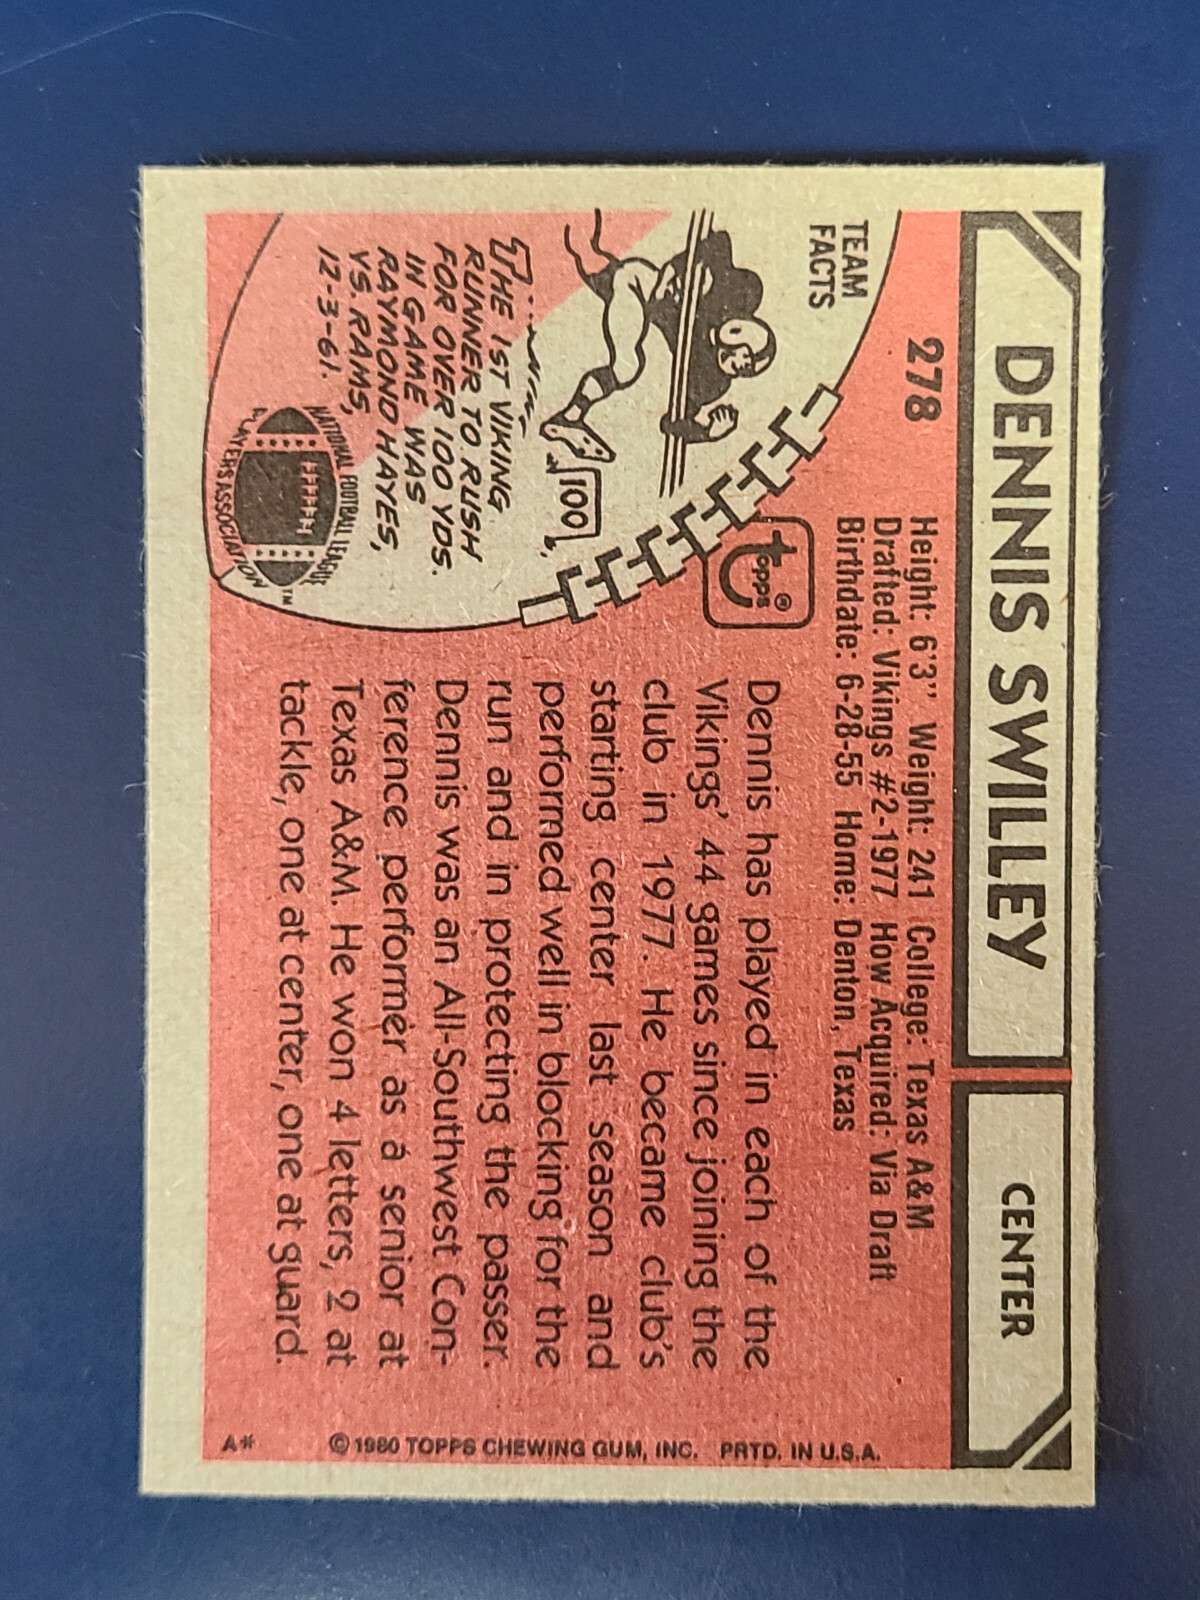 DENNIS SWILLEY
CENTER
278
Height: 6'3" Weight: 241 College: Texas A&M
Drafted: Vikings #2-1977 How Acquired: Via Draft
Birthdate: 6-28-55 Home: Denton, Texas
TEAM
FACTS
100
THE 1ST VIKING
RUNNER TO RUSH
FOR OVER 100 YDS.
IN GAME WAS
RAYMOND HAYES,
VS. RAMS,
12-3-61.
NATIONAL FOOTBALL LEAGUE
PLAYERS ASSOCIATION™
topps®
Dennis has played in each of the
Vikings' 44 games since joining the
club in 1977. He became club's
starting center last season and
performed well in blocking for the
run and in protecting the passer.
Dennis was an All-Southwest Con-
ference performer as a senior at
Texas A&M. He won 4 letters, 2 at
tackle, one at center, one at guard.
A* © 1980 TOPPS CHEWING GUM, INC. PRTD. IN U.S.A.